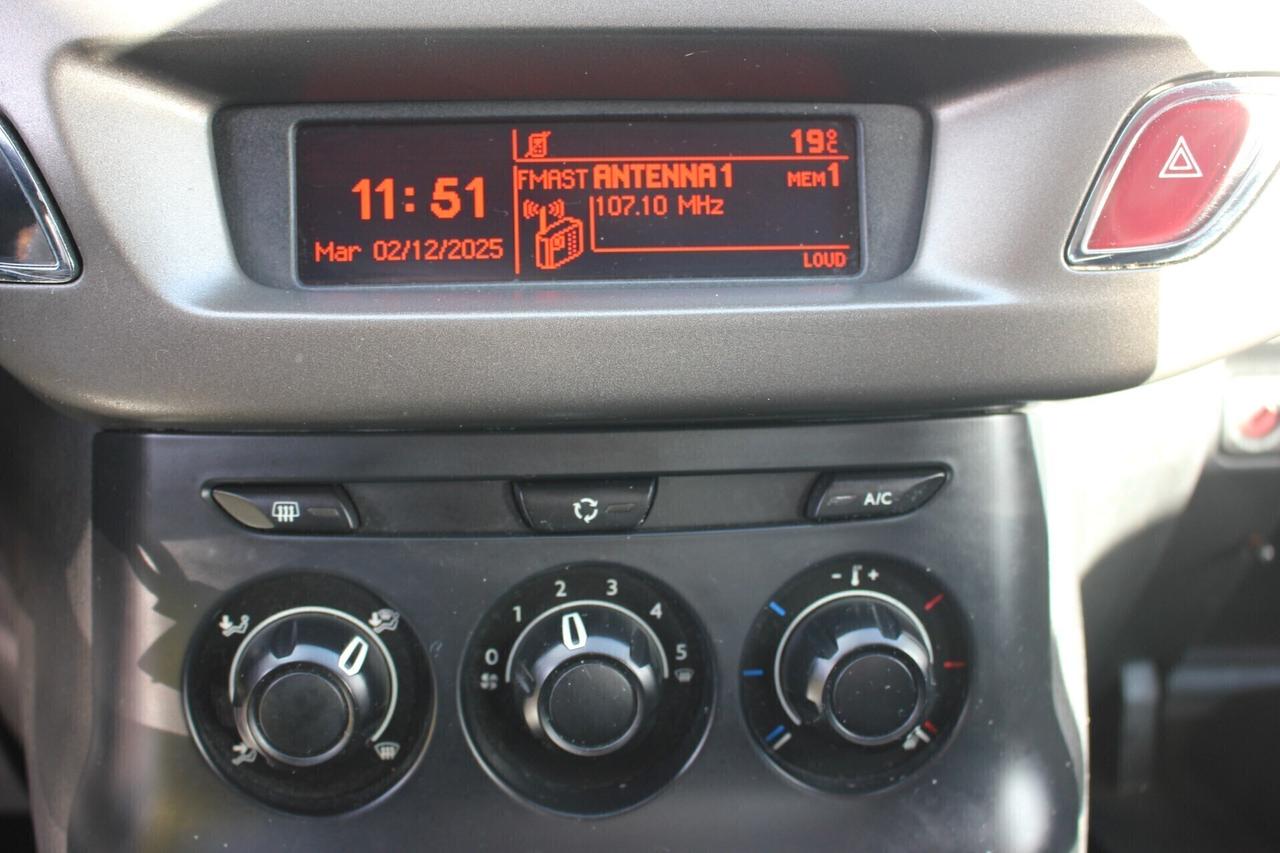 19°C
11:51
Mar 02/12/2025
FMAST ANTENNA1 MEM1
107.10 MHz
LOUD
A/C
0 1 2 3 4 5
- +